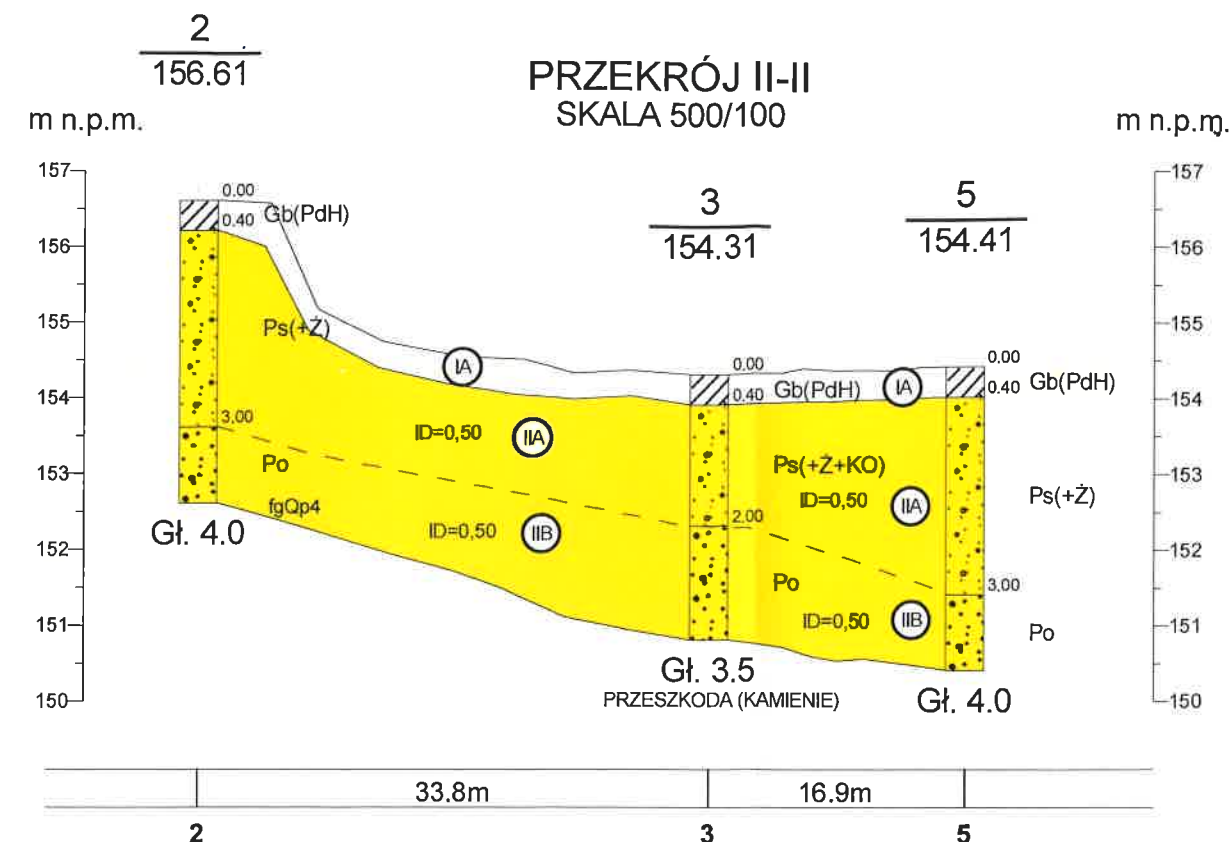 2
156.61
PRZEKRÓJ II-II
SKALA 500/100
m n.p.m.
m n.p.m.
157
156
155
154
153
152
151
150
0.00
Gb(PdH)
0.40
Ps(+Ż)
3,00
Po
fgQp4
Gł. 4.0
IA
ID=0,50
IIA
ID=0,50
IIB
3
154.31
0.00
Gb(PdH)
0.40
Ps(+Ż+KO)
ID=0,50
IIA
2,00
Po
ID=0,50
IIB
Gł. 3.5
PRZESZKODA (KAMIENIE)
5
154.41
IA
0.00
0.40
Gb(PdH)
Ps(+Ż)
3,00
Po
Gł. 4.0
157
156
155
154
153
152
151
150
33.8m
16.9m
2
3
5